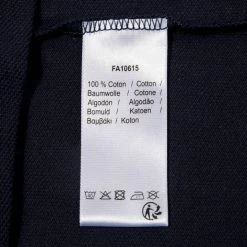 FA10615
100 % Coton / Cotton /
Baumwolle / Cotone /
Algodón / Algodão /
Bomuld / Katoen /
Βαμβάκι / Koton